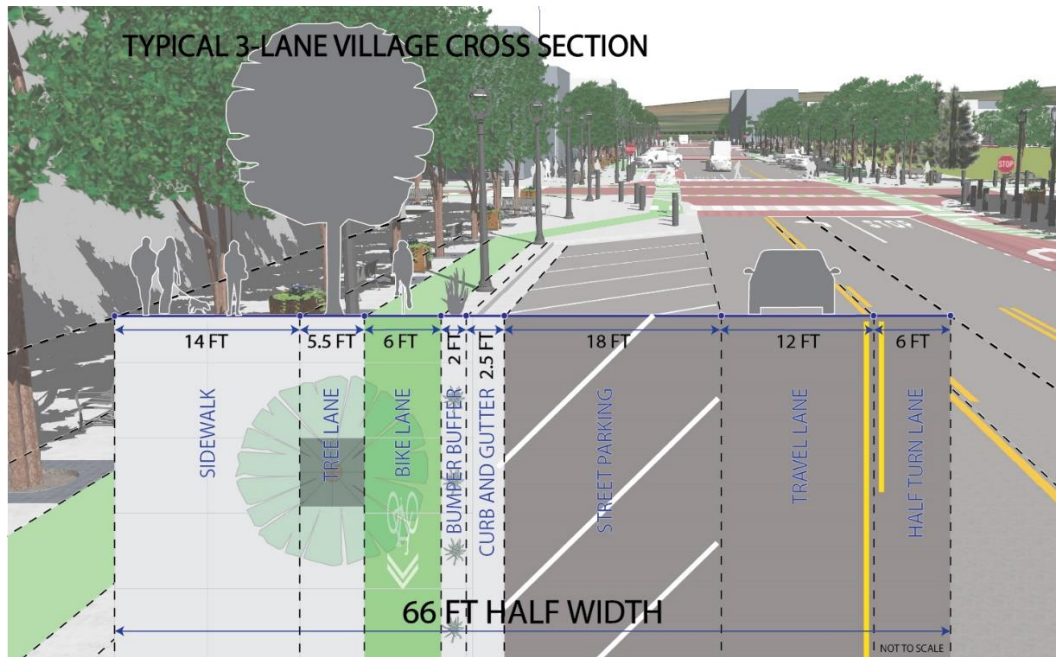 TYPICAL 3-LANE VILLAGE CROSS SECTION
STOP
STOP
14 FT
5.5 FT
6 FT
2 FT
2.5 FT
18 FT
12 FT
6 FT
SIDEWALK
TREE LANE
BIKE LANE
BUMPER BUFFER
CURB AND GUTTER
STREET PARKING
TRAVEL LANE
HALF TURN LANE
66 FT HALF WIDTH
NOT TO SCALE